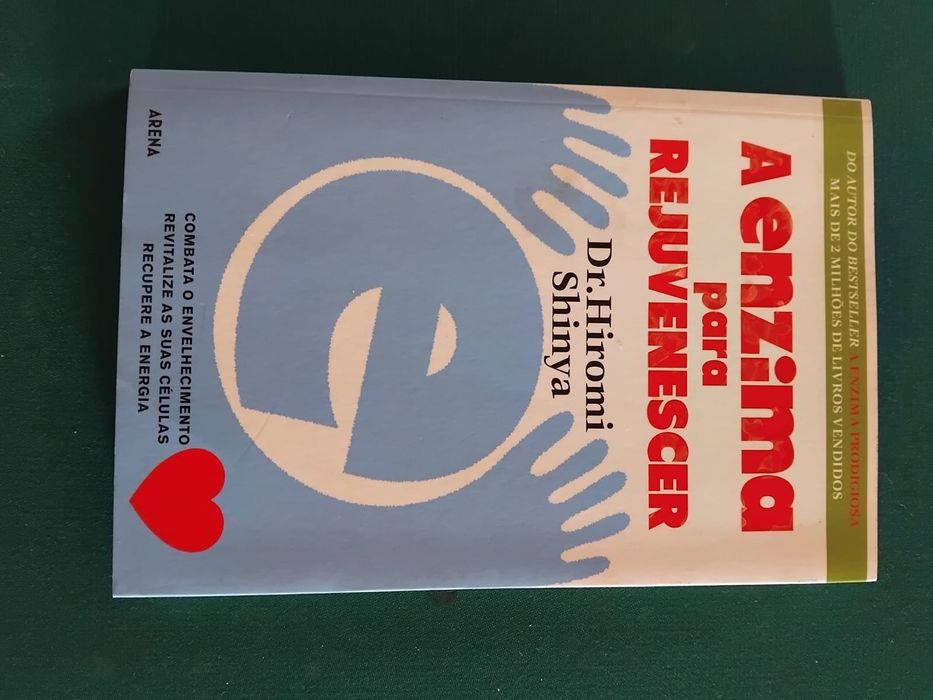 DO AUTOR DO BESTSELLER A ENZIMA PRODIGIOSA
MAIS DE 2 MILHÕES DE LIVROS VENDIDOS
A enzima
para
REJUVENESCER
Dr. Hiromi
Shinya
e
COMBATA O ENVELHECIMENTO
REVITALIZE AS SUAS CÉLULAS
RECUPERE A ENERGIA
ARENA